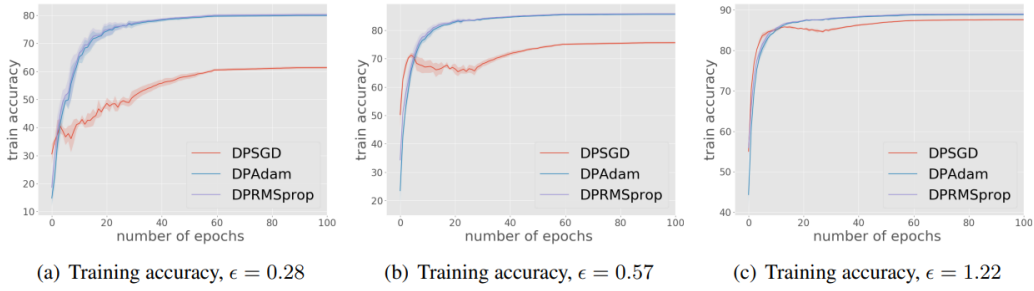 80
70
60
50
40
30
20
10
train accuracy
0 20 40 60 80 100
number of epochs
DPSGD
DPAdam
DPRMSprop
(a) Training accuracy, ϵ = 0.28
80
70
60
50
40
30
20
train accuracy
0 20 40 60 80 100
number of epochs
DPSGD
DPAdam
DPRMSprop
(b) Training accuracy, ϵ = 0.57
90
80
70
60
50
40
train accuracy
0 20 40 60 80 100
number of epochs
DPSGD
DPAdam
DPRMSprop
(c) Training accuracy, ϵ = 1.22